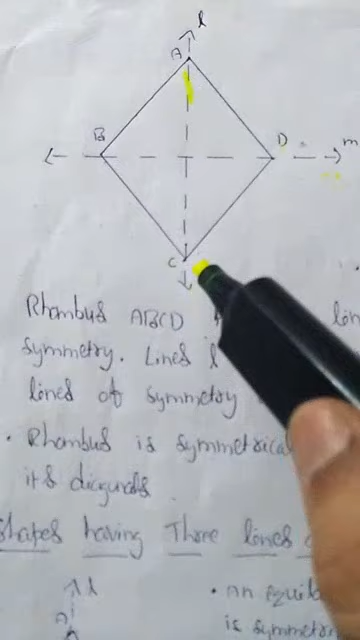 l
A
B
D
m
C
Rhombus ABCD
symmetry. Lines l
lines of symmetry
• Rhombus is symmetrical
its diagonals
shapes having Three lines
l
• An equil
is symme